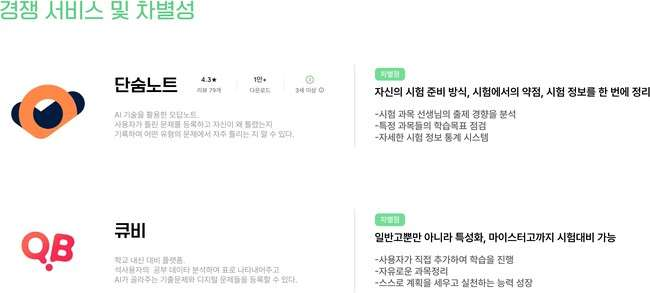 경쟁 서비스 및 차별성
단숨노트
4.3★
리뷰 79개
1만+
다운로드
3세 이상
AI 기술을 활용한 오답노트.
사용자가 틀린 문제를 등록하고 자신이 왜 틀렸는지
기록하며 어떤 유형의 문제에서 자주 틀리는 지 알 수 있다.
차별점
자신의 시험 준비 방식, 시험에서의 약점, 시험 정보를 한 번에 정리
-시험 과목 선생님의 출제 경향을 분석
-특정 과목들의 학습목표 점검
-자세한 시험 정보 통계 시스템
QB
큐비
학교 내신 대비 플랫폼.
석사용자의 공부 데이터 분석하여 표로 나타내어주고
AI가 골라주는 기출문제와 디지털 문제들을 등록할 수 있다.
차별점
일반고뿐만 아니라 특성화, 마이스터고까지 시험대비 가능
-사용자가 직접 추가하여 학습을 진행
-자유로운 과목정리
-스스로 계획을 세우고 실천하는 능력 성장